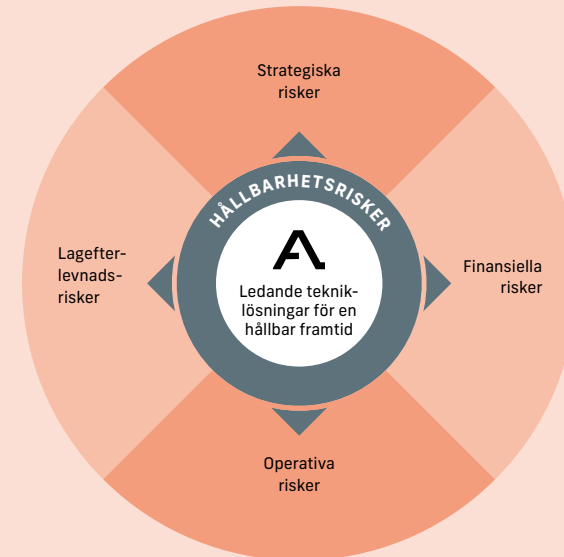 Strategiska
risker
HÅLLBARHETSRISKER
Lagefter-
levnads-
risker
Ledande teknik-
lösningar för en
hållbar framtid
Finansiella
risker
Operativa
risker